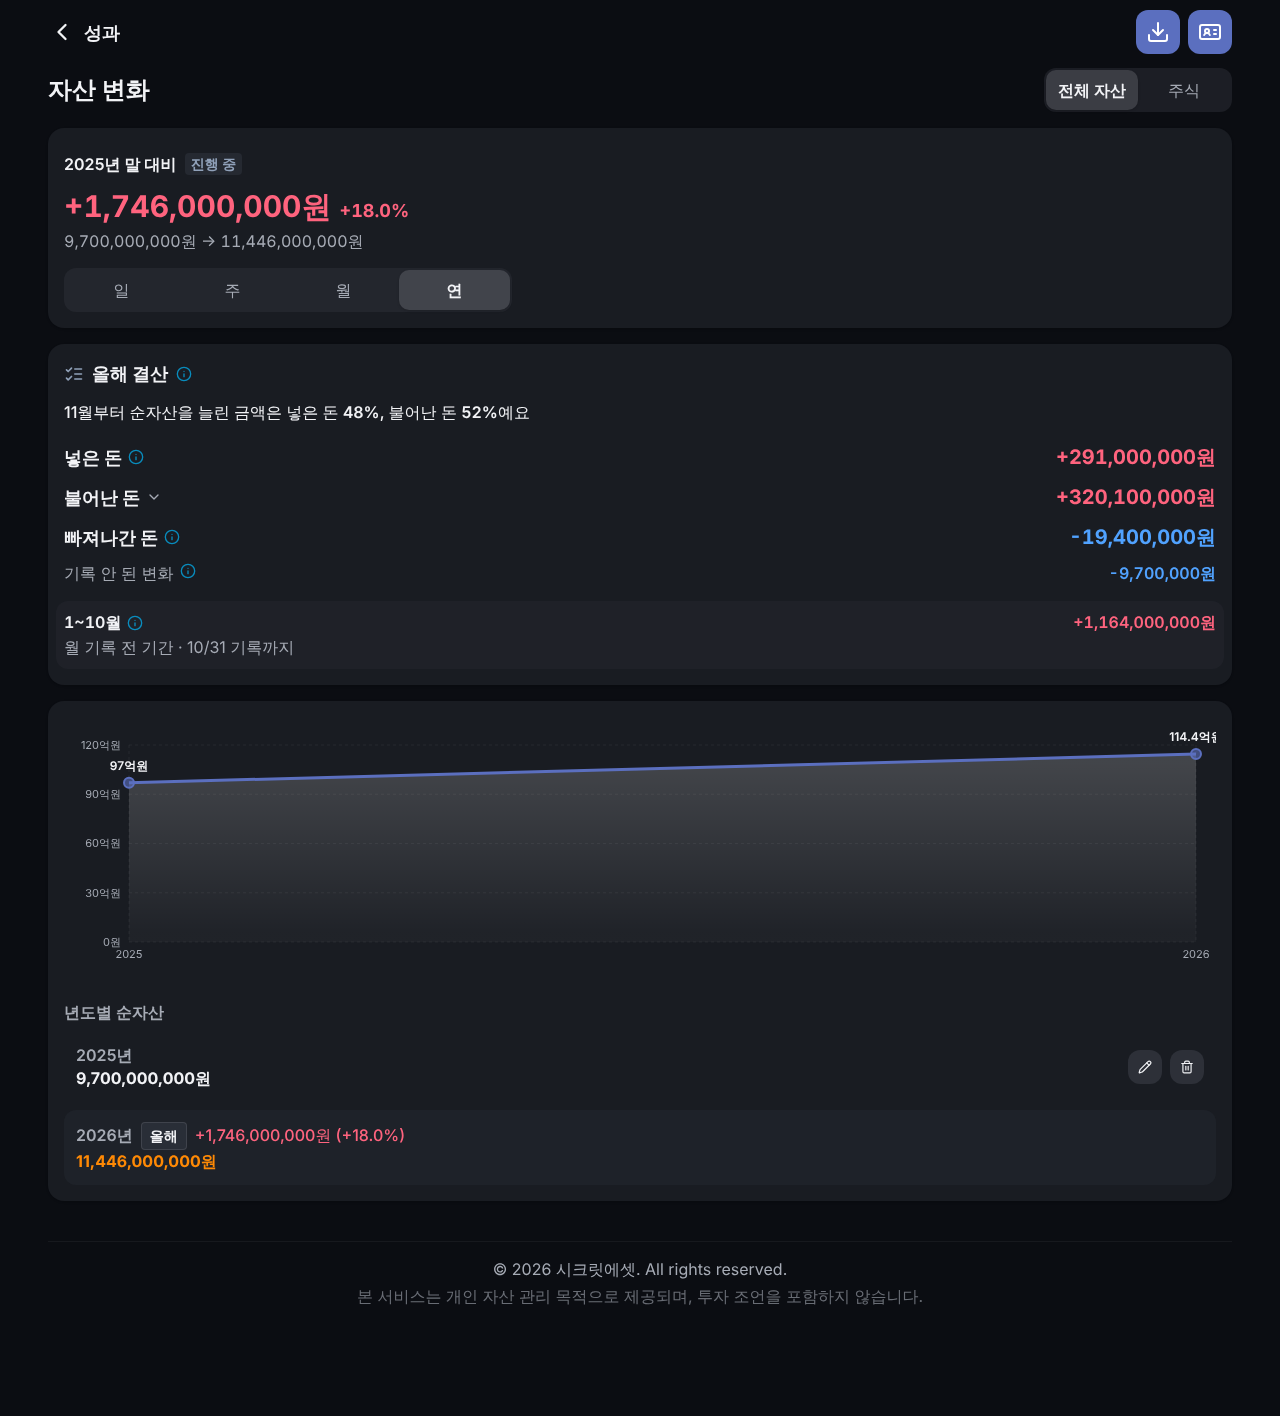 성과
자산 변화
전체 자산 주식
2025년 말 대비 진행 중
+1,746,000,000원 +18.0%
9,700,000,000원 → 11,446,000,000원
일 주 월 연
올해 결산
11월부터 순자산을 늘린 금액은 넣은 돈 48%, 불어난 돈 52%예요
넣은 돈 +291,000,000원
불어난 돈 +320,100,000원
빠져나간 돈 -19,400,000원
기록 안 된 변화 -9,700,000원
1~10월 +1,164,000,000원
월 기록 전 기간 · 10/31 기록까지
114.4억원
120억원
97억원
90억원
60억원
30억원
0원
2025 2026
년도별 순자산
2025년
9,700,000,000원
2026년 올해 +1,746,000,000원 (+18.0%)
11,446,000,000원
© 2026 시크릿에셋. All rights reserved.
본 서비스는 개인 자산 관리 목적으로 제공되며, 투자 조언을 포함하지 않습니다.